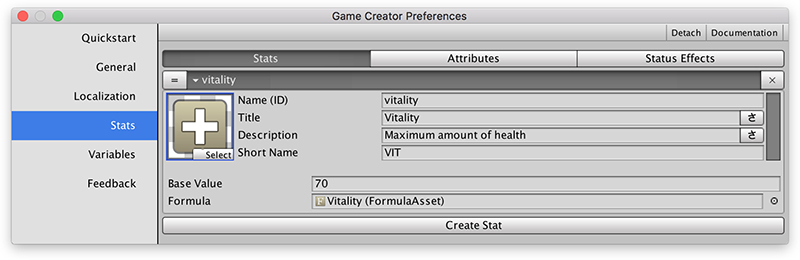 Game Creator Preferences
Detach
Documentation
Quickstart
General
Localization
Stats
Variables
Feedback
Stats
Attributes
Status Effects
= vitality ×
Select
Name (ID) vitality
Title Vitality さ
Description Maximum amount of health さ
Short Name VIT
Base Value 70
Formula Vitality (FormulaAsset)
Create Stat